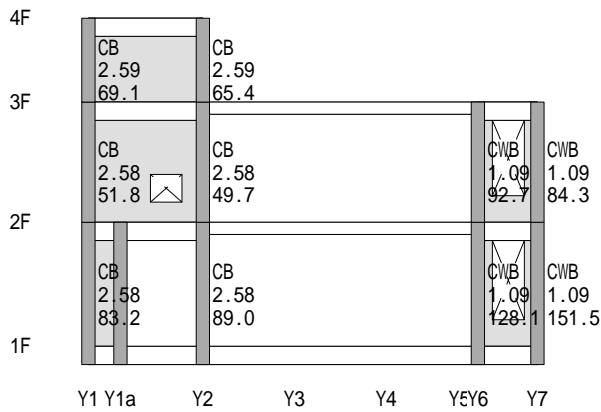 4F
CB CB
2.59 2.59
69.1 65.4
3F
CB CB CWB CWB
2.58 2.58 1.09 1.09
51.8 49.7 92.7 84.3
2F
CB CB CWB CWB
2.58 2.58 1.09 1.09
83.2 89.0 128.1 151.5
1F
Y1 Y1a Y2 Y3 Y4 Y5 Y6 Y7